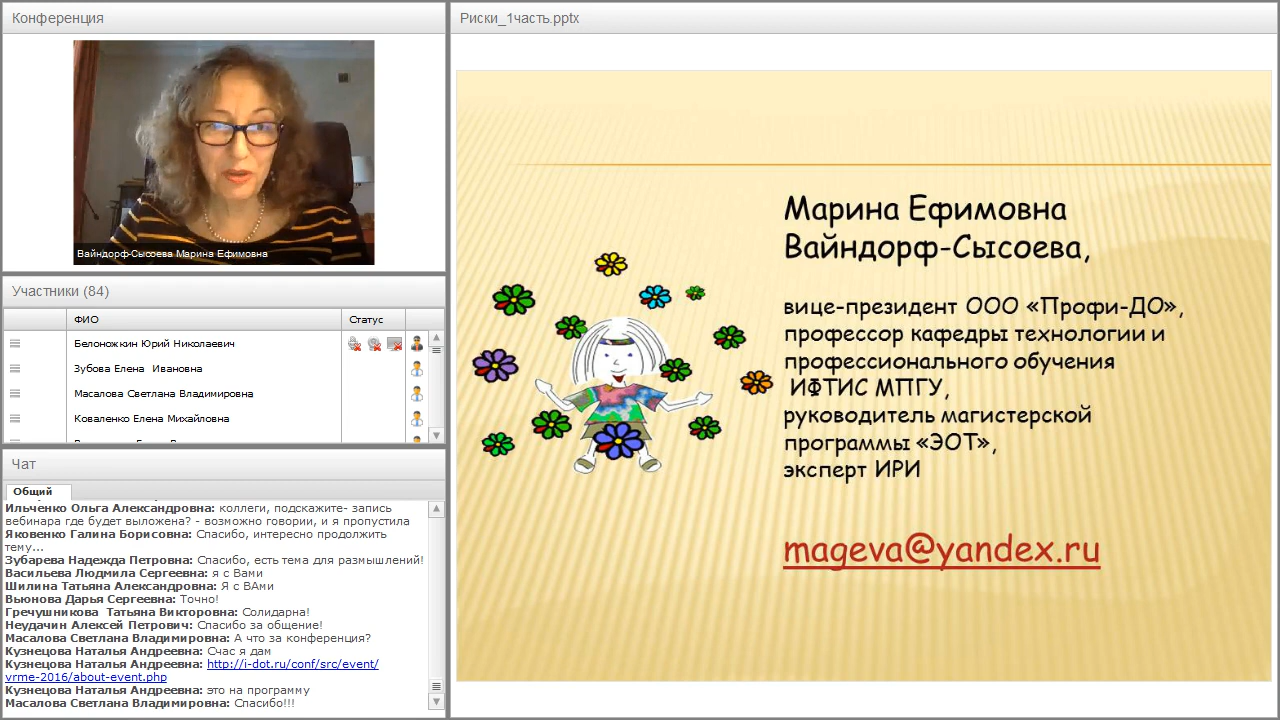 Конференция
Вайндорф-Сысоева Марина Ефимовна
Участники (84)
ФИО
Статус
Белоножкин Юрий Николаевич
Зубова Елена Ивановна
Масалова Светлана Владимировна
Коваленко Елена Михайловна
Чат
Общий
Ильченко Ольга Александровна: коллеги, подскажите- запись
вебинара где будет выложена? - возможно говории, и я пропустила
Яковенко Галина Борисовна: Спасибо, интересно продолжить
тему...
Зубарева Надежда Петровна: Спасибо, есть тема для размышлений!
Васильева Людмила Сергеевна: я с Вами
Шилина Татьяна Александровна: Я с ВАми
Вьюнова Дарья Сергеевна: Точно!
Гречушникова Татьяна Викторовна: Солидарна!
Неудачин Алексей Петрович: Спасибо за общение!
Масалова Светлана Владимировна: А что за конференция?
Кузнецова Наталья Андреевна: Счас я дам
Кузнецова Наталья Андреевна: http://i-dot.ru/conf/src/event/
vrme-2016/about-event.php
Кузнецова Наталья Андреевна: это на программу
Масалова Светлана Владимировна: Спасибо!!!
Риски_1часть.pptx
Марина Ефимовна
Вайндорф-Сысоева,
вице-президент ООО «Профи-ДО»,
профессор кафедры технологии и
профессионального обучения
ИФТИС МПГУ,
руководитель магистерской
программы «ЭОТ»,
эксперт ИРИ
mageva@yandex.ru